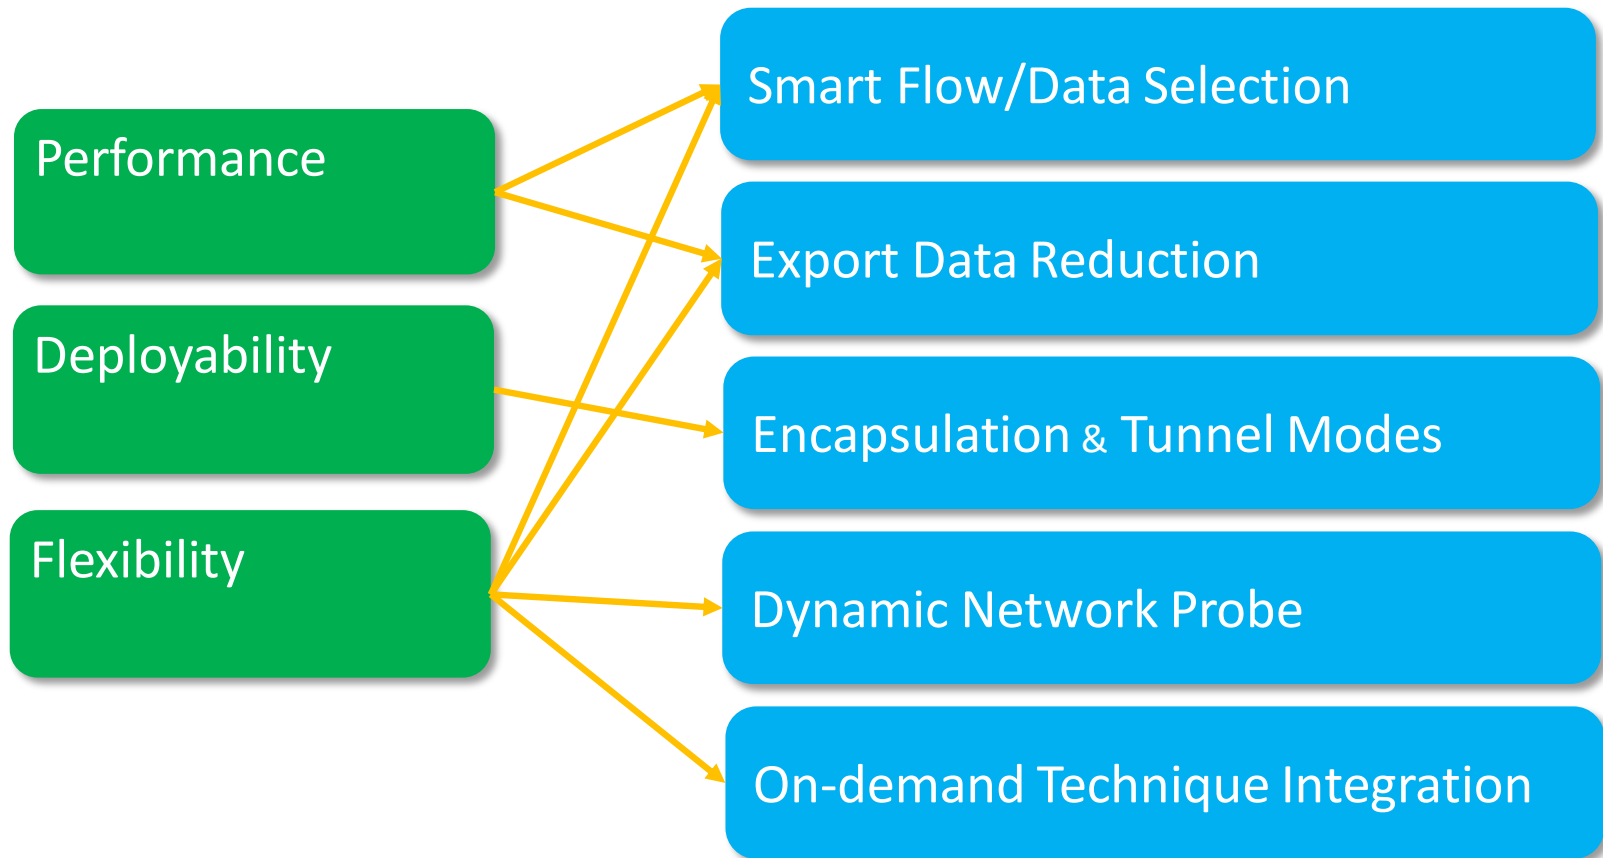 Performance
Deployability
Flexibility
Smart Flow/Data Selection
Export Data Reduction
Encapsulation & Tunnel Modes
Dynamic Network Probe
On-demand Technique Integration